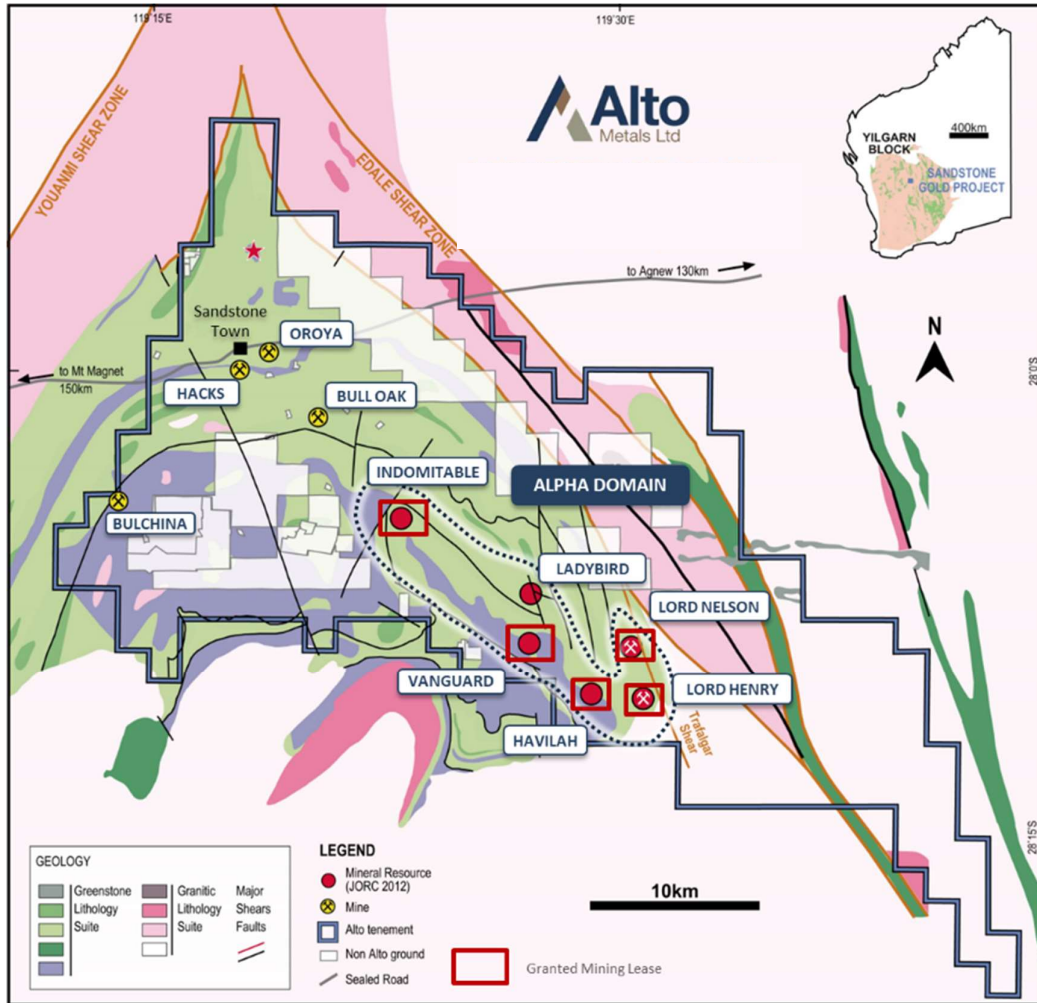 119°15'E
119°30'E
YOUANMI SHEAR ZONE
EDALE SHEAR ZONE
Alto
Metals Ltd
400km
YILGARN
BLOCK
SANDSTONE
GOLD PROJECT
to Agnew 130km
Sandstone
Town
OROYA
N
28°0'S
to Mt Magnet
150km
HACKS
BULL OAK
INDOMITABLE
ALPHA DOMAIN
BULCHINA
LADYBIRD
LORD NELSON
VANGUARD
LORD HENRY
HAVILAH
Trafalgar
Shear
28°15'S
GEOLOGY
Greenstone
Lithology
Suite
Granitic
Lithology
Suite
Major
Shears
Faults
LEGEND
Mineral Resource
(JORC 2012)
Mine
Alto tenement
Non Alto ground
Sealed Road
10km
Granted Mining Lease